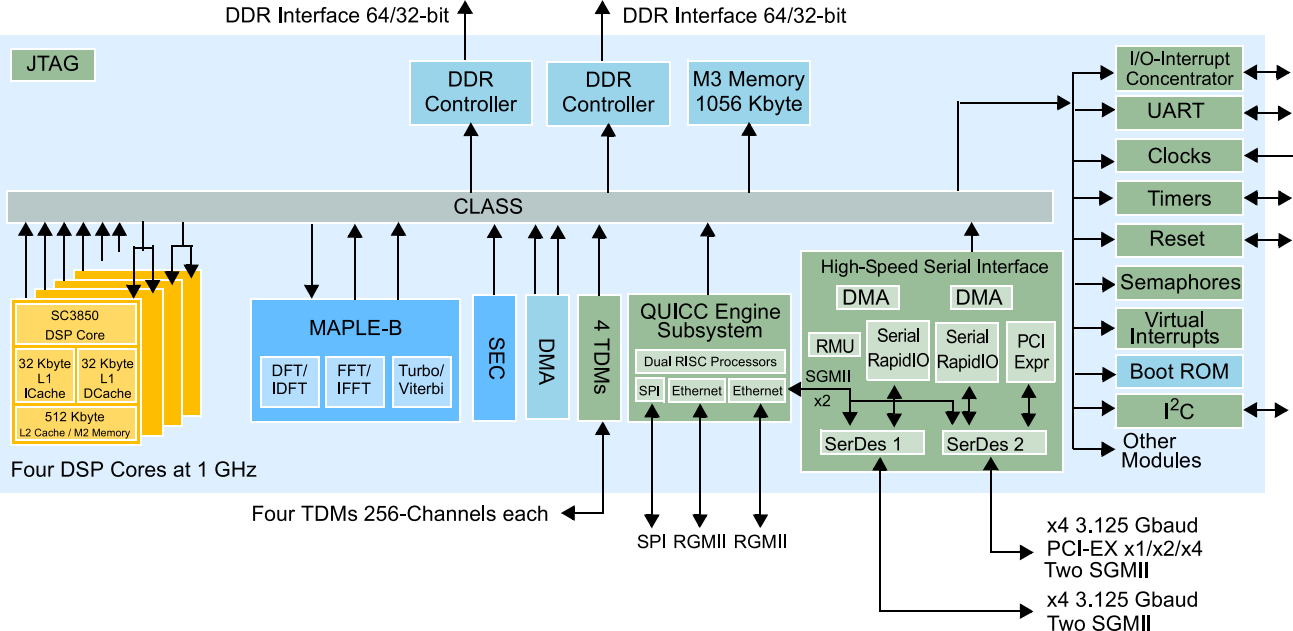 DDR Interface 64/32-bit
DDR Interface 64/32-bit
JTAG
DDR
Controller
DDR
Controller
M3 Memory
1056 Kbyte
I/O-Interrupt
Concentrator
UART
Clocks
Timers
Reset
Semaphores
Virtual
Interrupts
Boot ROM
I²C
Other
Modules
CLASS
SC3850
DSP Core
32 Kbyte
L1
ICache
32 Kbyte
L1
DCache
512 Kbyte
L2 Cache / M2 Memory
Four DSP Cores at 1 GHz
MAPLE-B
DFT/
IDFT
FFT/
IFFT
Turbo/
Viterbi
SEC
DMA
4 TDMs
QUICC Engine
Subsystem
Dual RISC Processors
SPI
Ethernet
Ethernet
High-Speed Serial Interface
DMA
DMA
RMU
Serial
RapidIO
Serial
RapidIO
PCI
Expr
SGMII
x2
SerDes 1
SerDes 2
Four TDMs 256-Channels each
SPI
RGMII
RGMII
x4 3.125 Gbaud
PCI-EX x1/x2/x4
Two SGMII
x4 3.125 Gbaud
Two SGMII